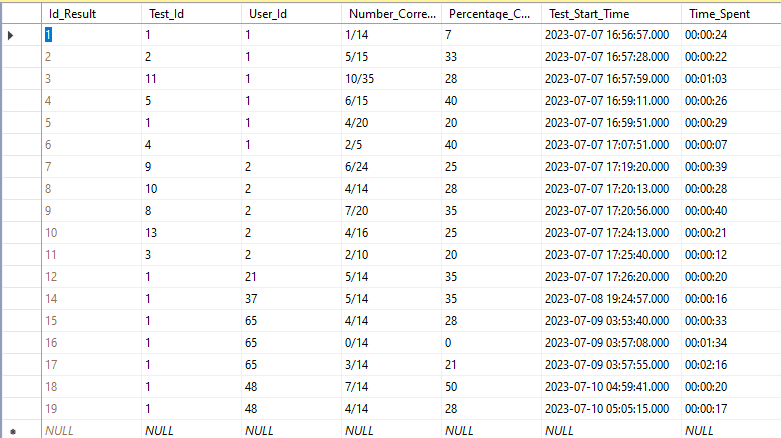 Id_Result Test_Id User_Id Number_Corre... Percentage_C... Test_Start_Time Time_Spent
1 1 1 1/14 7 2023-07-07 16:56:57.000 00:00:24
2 2 1 5/15 33 2023-07-07 16:57:28.000 00:00:22
3 11 1 10/35 28 2023-07-07 16:57:59.000 00:01:03
4 5 1 6/15 40 2023-07-07 16:59:11.000 00:00:26
5 1 1 4/20 20 2023-07-07 16:59:51.000 00:00:29
6 4 1 2/5 40 2023-07-07 17:07:51.000 00:00:07
7 9 2 6/24 25 2023-07-07 17:19:20.000 00:00:39
8 10 2 4/14 28 2023-07-07 17:20:13.000 00:00:28
9 8 2 7/20 35 2023-07-07 17:20:56.000 00:00:40
10 13 2 4/16 25 2023-07-07 17:24:13.000 00:00:21
11 3 2 2/10 20 2023-07-07 17:25:40.000 00:00:12
12 1 21 5/14 35 2023-07-07 17:26:20.000 00:00:20
14 1 37 5/14 35 2023-07-08 19:24:57.000 00:00:16
15 1 65 4/14 28 2023-07-09 03:53:40.000 00:00:33
16 1 65 0/14 0 2023-07-09 03:57:08.000 00:01:34
17 1 65 3/14 21 2023-07-09 03:57:55.000 00:02:16
18 1 48 7/14 50 2023-07-10 04:59:41.000 00:00:20
19 1 48 4/14 28 2023-07-10 05:05:15.000 00:00:17
NULL NULL NULL NULL NULL NULL NULL